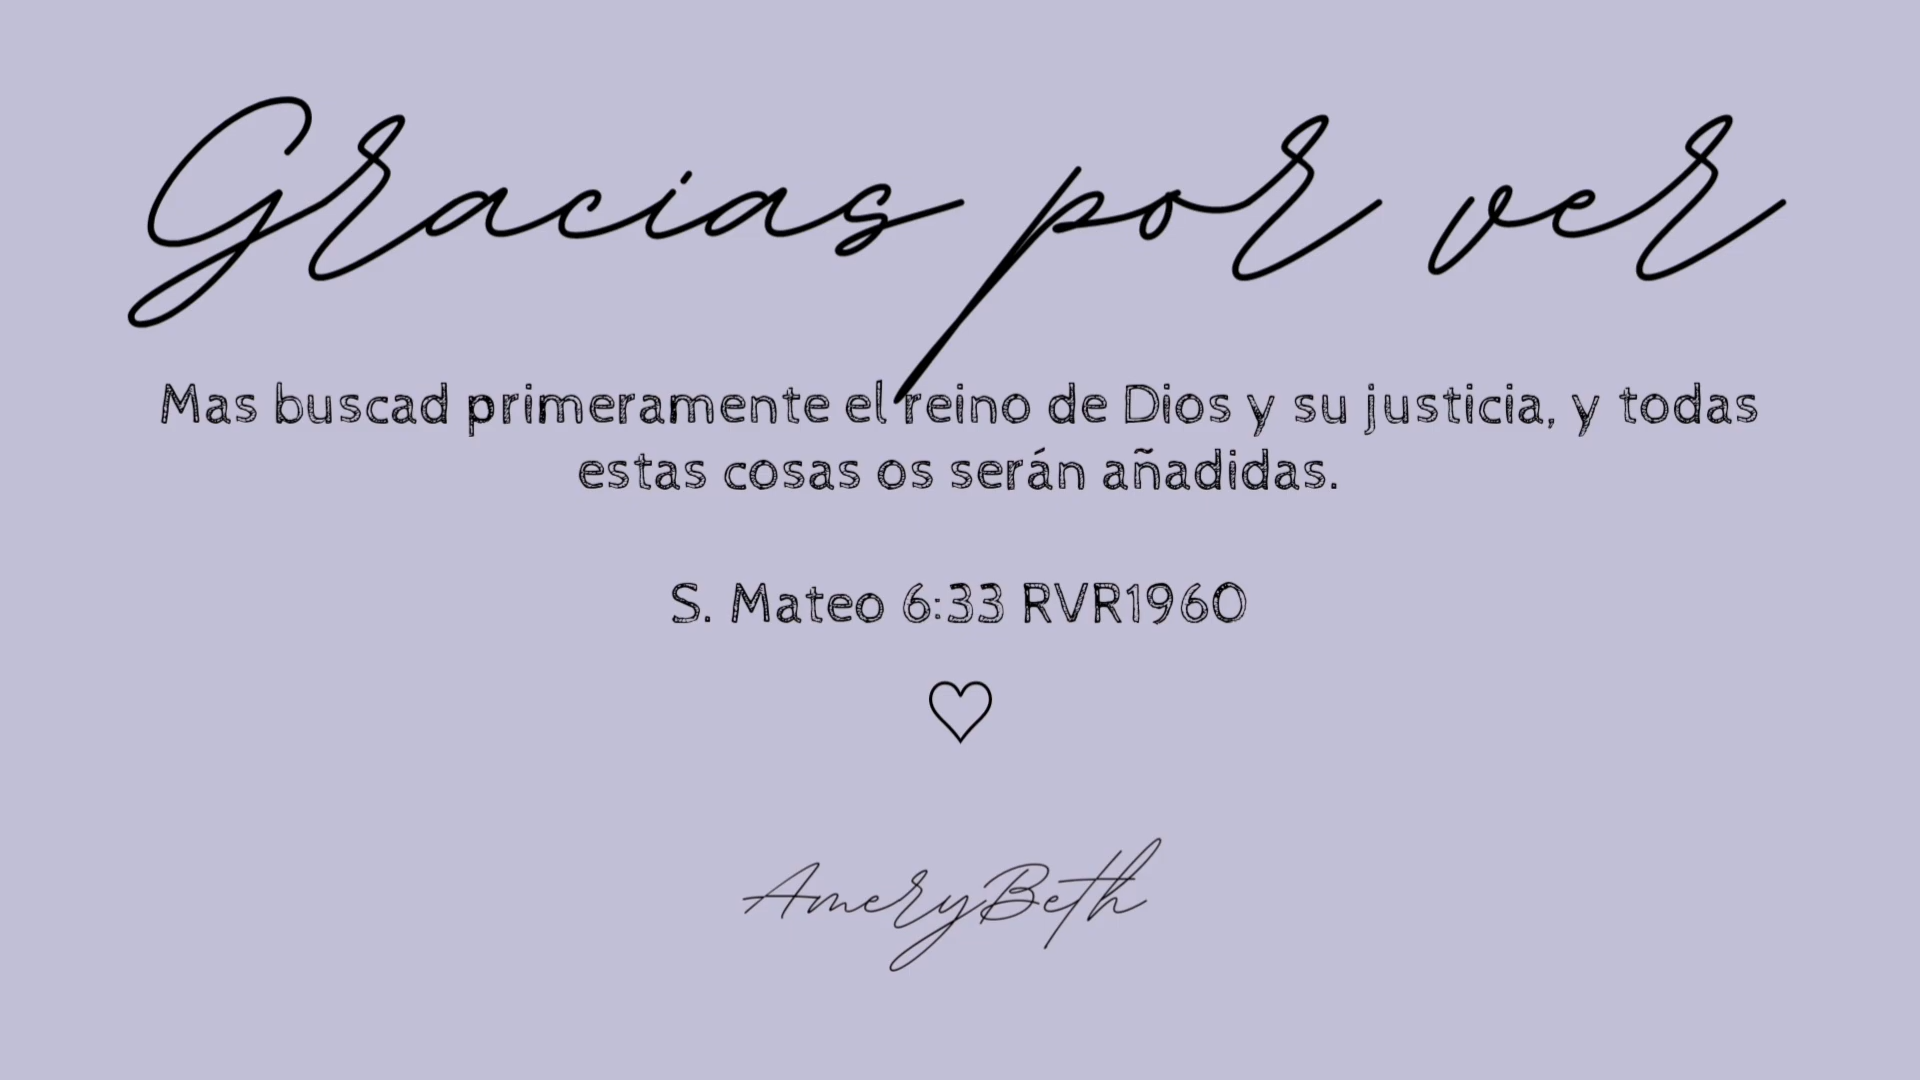 Gracias por ver
Mas buscad primeramente el reino de Dios y su justicia, y todas
estas cosas os serán añadidas.
S. Mateo 6:33 RVR1960
AmeryBeth